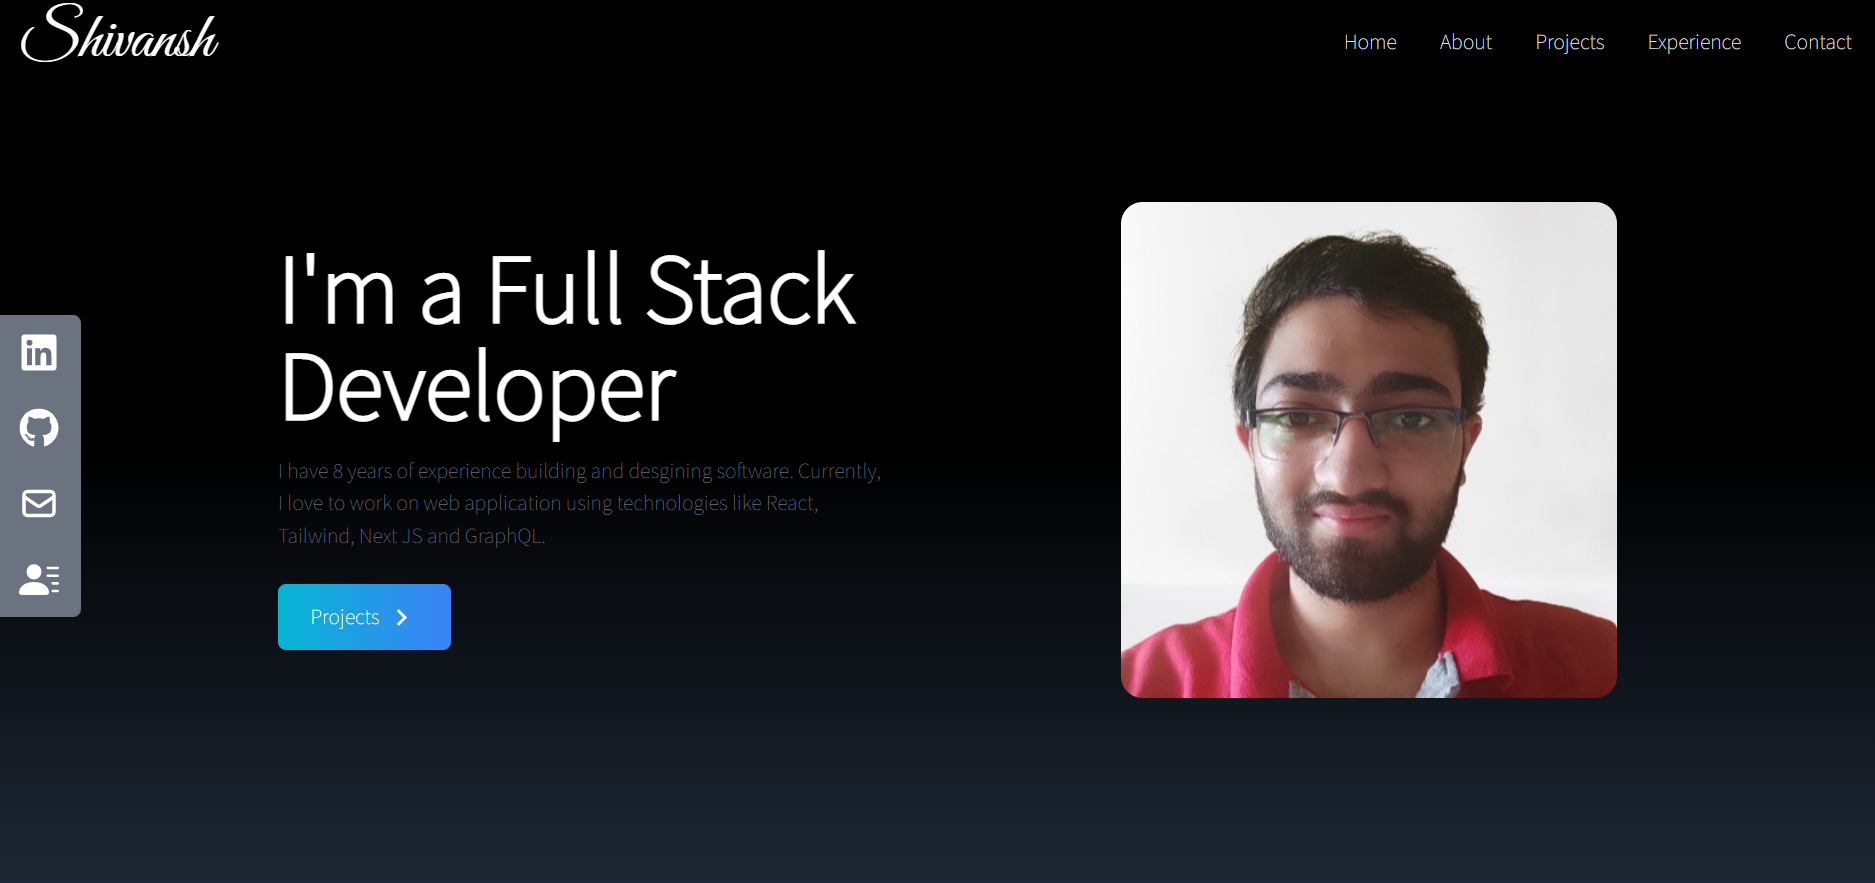 Shivansh
Home About Projects Experience Contact
I'm a Full Stack
Developer
I have 8 years of experience building and desgining software. Currently,
I love to work on web application using technologies like React,
Tailwind, Next JS and GraphQL.
Projects
in